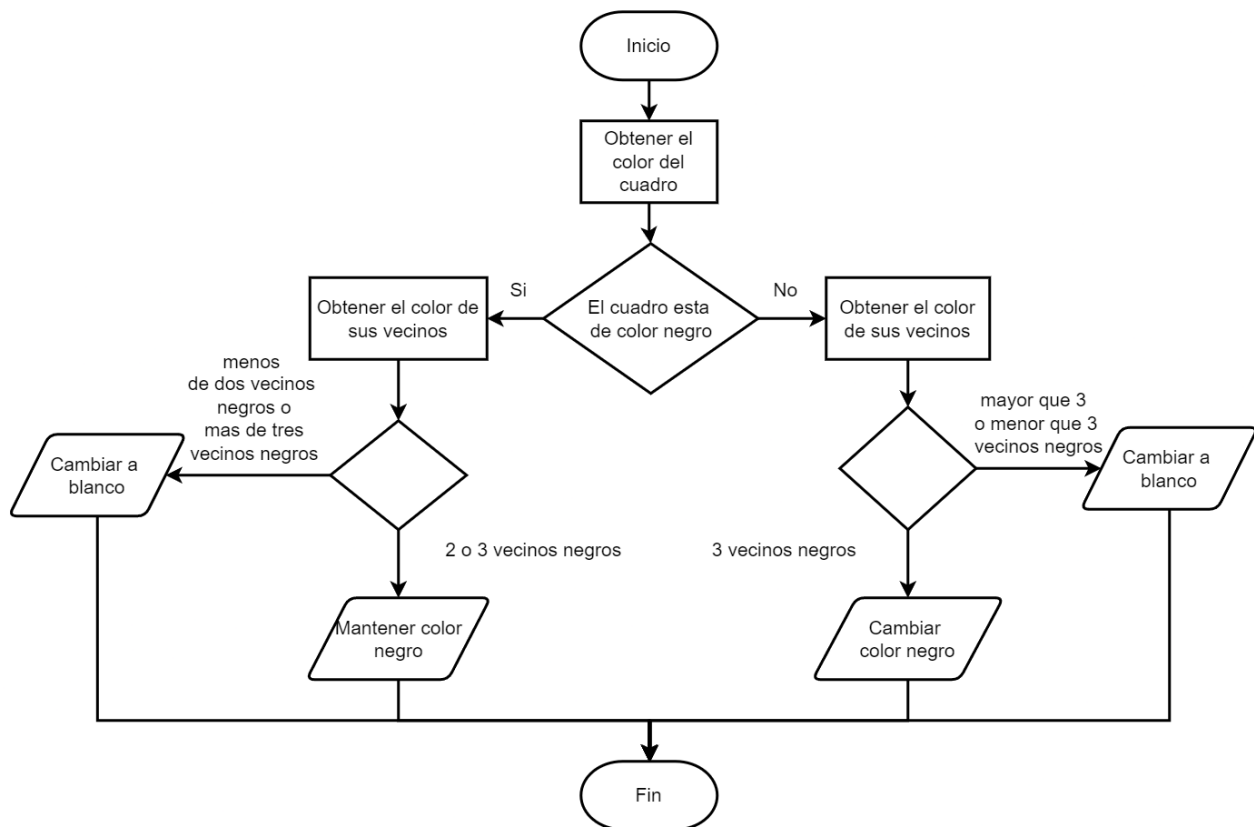 Inicio
Obtener el
color del
cuadro
Si
El cuadro esta
de color negro
No
Obtener el color de
sus vecinos
Obtener el color
de sus vecinos
menos
de dos vecinos
negros o
mas de tres
vecinos negros
mayor que 3
o menor que 3
vecinos negros
Cambiar a
blanco
Cambiar a
blanco
2 o 3 vecinos negros
3 vecinos negros
Mantener color
negro
Cambiar
color negro
Fin